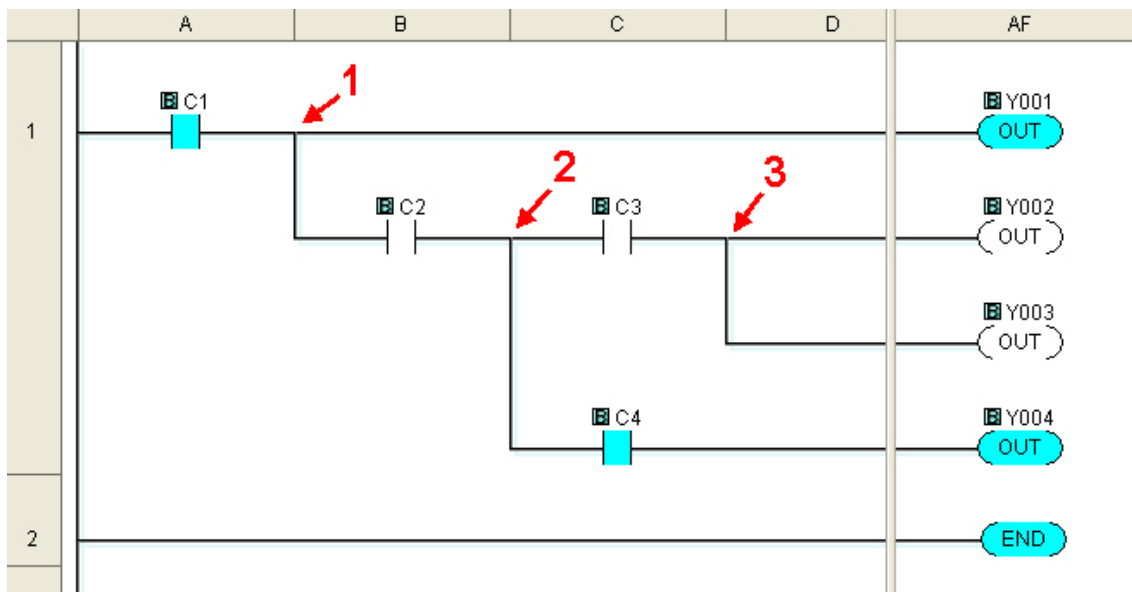 A B C D AF
1
B C1
1
B Y001
OUT
2
3
B C2
B C3
B Y002
OUT
B Y003
OUT
B C4
B Y004
OUT
2
END